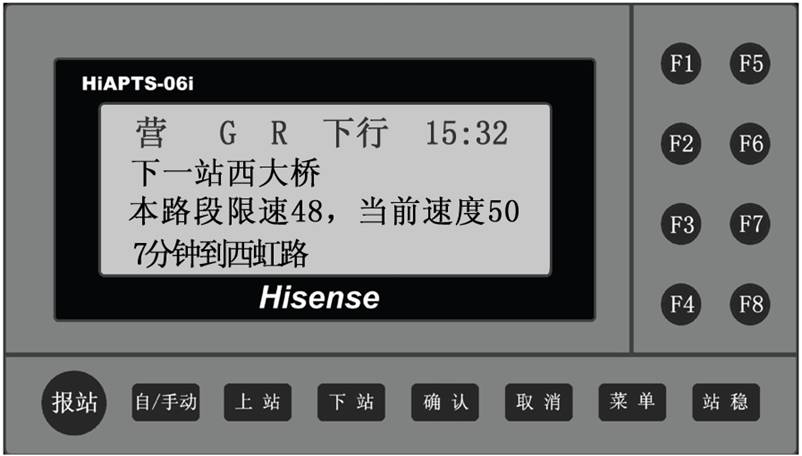 HiAPTS-06i
营 G R 下行 15:32
下一站西大桥
本路段限速48，当前速度50
7分钟到西虹路
Hisense
F1 F5
F2 F6
F3 F7
F4 F8
报站 自/手动 上 站 下 站 确 认 取 消 菜 单 站 稳